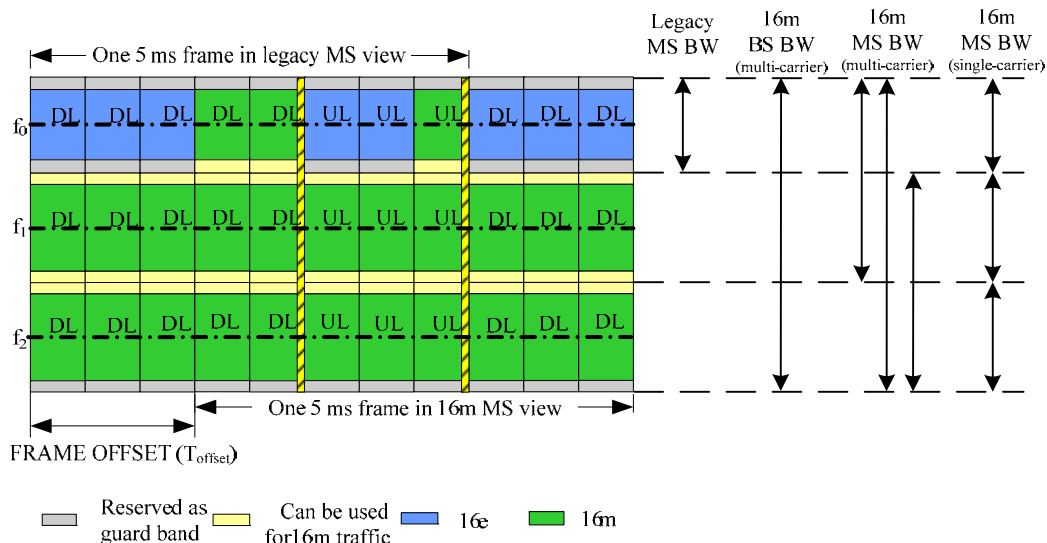 One 5 ms frame in legacy MS view
Legacy
MS BW
16m
BS BW
(multi-carrier)
16m
MS BW
(multi-carrier)
16m
MS BW
(single-carrier)
f0 DL DL DL DL DL UL UL UL DL DL DL
f1 DL DL DL DL DL UL UL UL DL DL DL
f2 DL DL DL DL DL UL UL UL DL DL DL
One 5 ms frame in 16m MS view
FRAME OFFSET (Toffset)
Reserved as
guard band
Can be used
for16m traffic
16e
16m